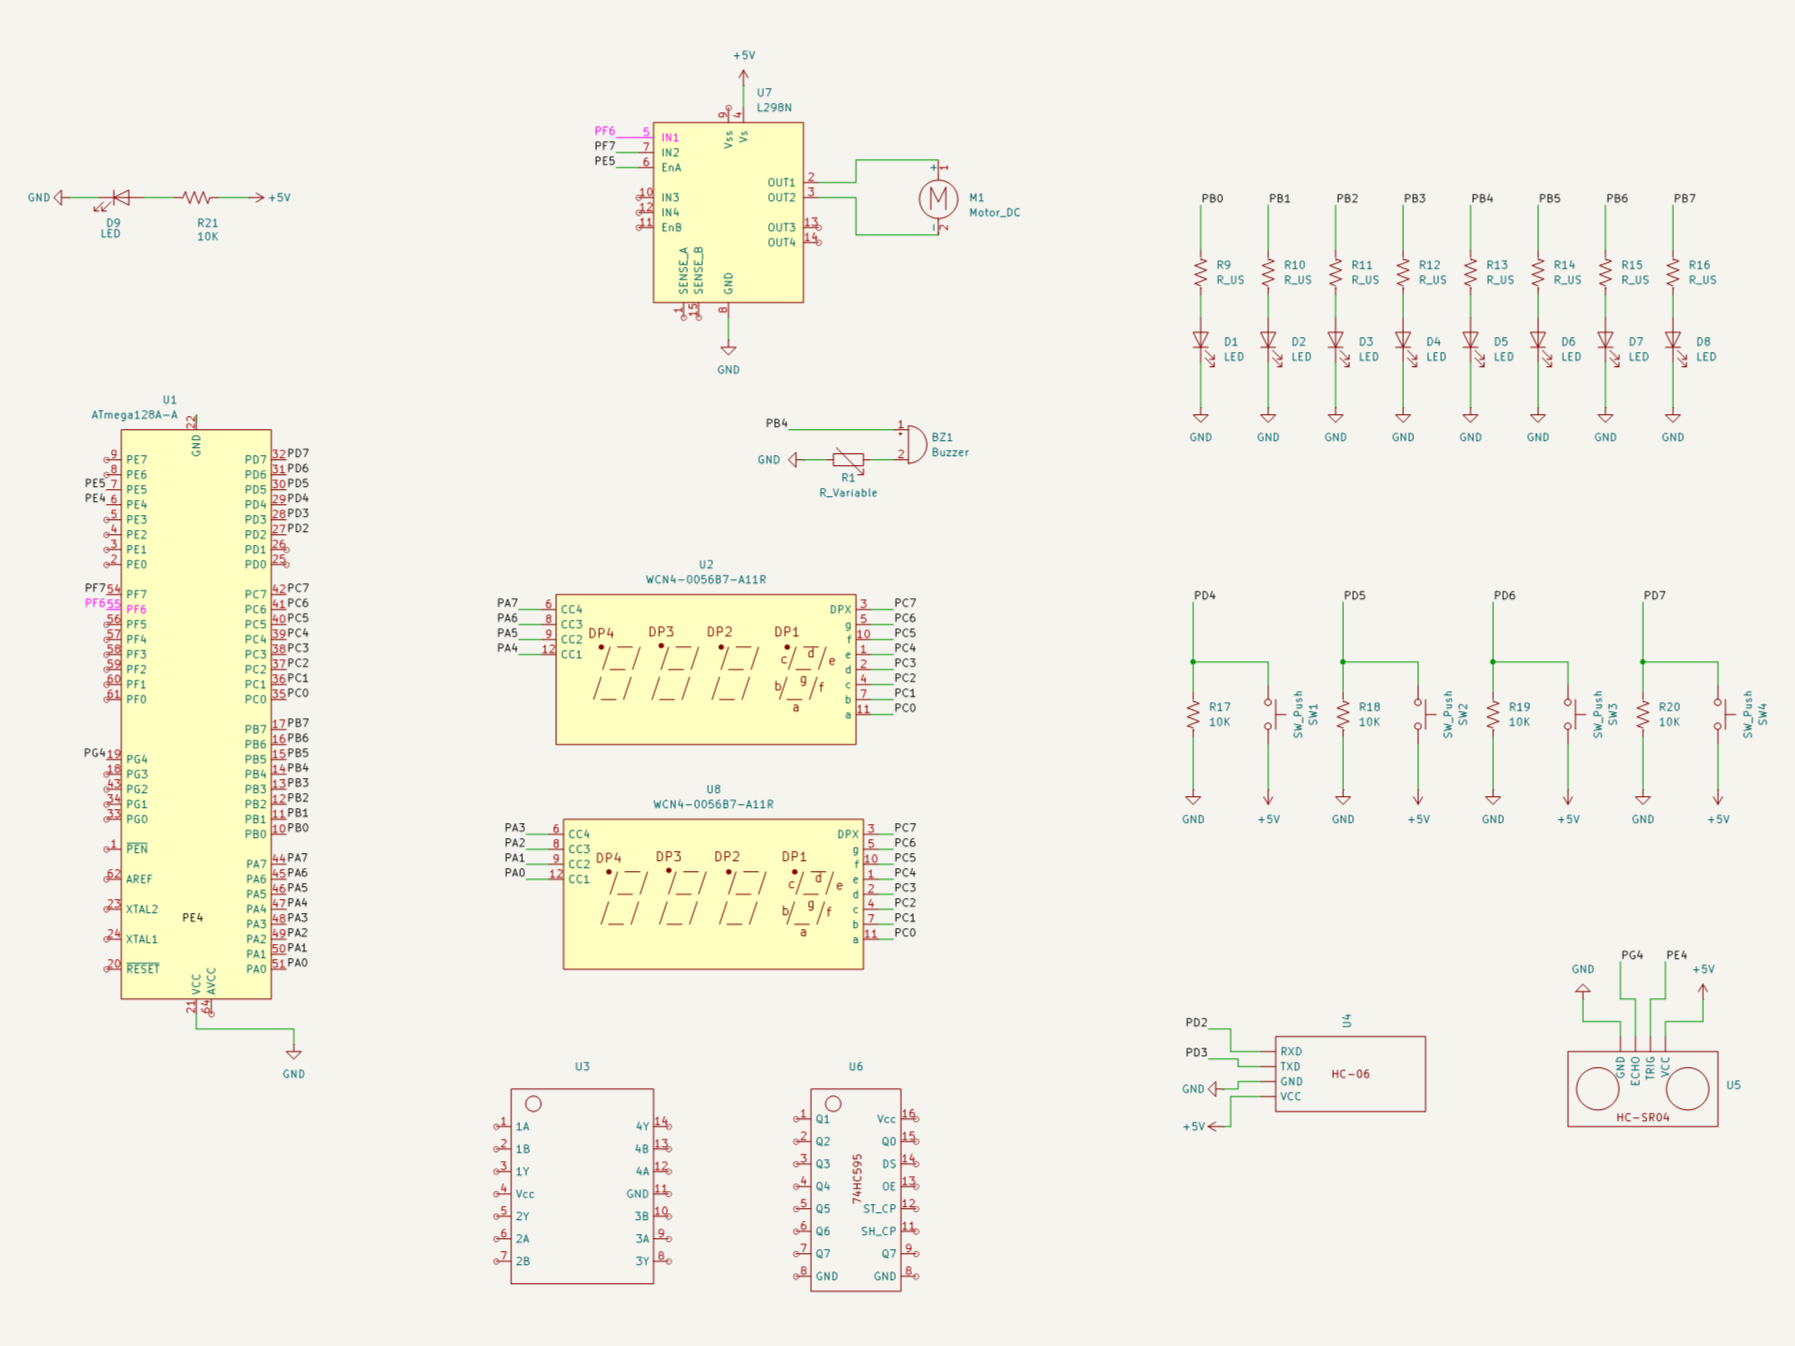 +5V
U7
L298N
9
4
Vss
Vs
PF6
5
IN1
PF7
7
IN2
PE5
6
EnA
10
IN3
12
IN4
11
EnB
OUT1
2
OUT2
3
OUT3
13
OUT4
14
SENSE_A
SENSE_B
GND
1
15
8
GND
+
1
M
-
2
M1
Motor_DC
GND
D9
LED
R21
10K
+5V
PB0
PB1
PB2
PB3
PB4
PB5
PB6
PB7
R9
R_US
R10
R_US
R11
R_US
R12
R_US
R13
R_US
R14
R_US
R15
R_US
R16
R_US
D1
LED
D2
LED
D3
LED
D4
LED
D5
LED
D6
LED
D7
LED
D8
LED
GND
GND
GND
GND
GND
GND
GND
GND
U1
ATmega128A-A
22
GND
9
PE7
8
PE6
PE5
7
PE5
PE4
6
PE4
5
PE3
4
PE2
3
PE1
2
PE0
PF7
54
PF7
PF6
55
PF6
56
PF5
57
PF4
58
PF3
59
PF2
60
PF1
61
PF0
PG4
19
PG4
18
PG3
43
PG2
34
PG1
33
PG0
1
PEN
62
AREF
23
XTAL2
24
XTAL1
20
RESET
PE4
PD7
32
PD7
PD6
31
PD6
PD5
30
PD5
PD4
29
PD4
PD3
28
PD3
PD2
27
PD2
PD1
26
PD0
25
PC7
42
PC7
PC6
41
PC6
PC5
40
PC5
PC4
39
PC4
PC3
38
PC3
PC2
37
PC2
PC1
36
PC1
PC0
35
PC0
PB7
17
PB7
PB6
16
PB6
PB5
15
PB5
PB4
14
PB4
PB3
13
PB3
PB2
12
PB2
PB1
11
PB1
PB0
10
PB0
PA7
44
PA7
PA6
45
PA6
PA5
46
PA5
PA4
47
PA4
PA3
48
PA3
PA2
49
PA2
PA1
50
PA1
PA0
51
PA0
VCC
AVCC
21
64
GND
PB4
1
+
BZ1
Buzzer
GND
2
R1
R_Variable
U2
WCN4-0056B7-A11R
PA7
6
CC4
PA6
8
CC3
PA5
9
CC2
PA4
12
CC1
DP4
DP3
DP2
DP1
d
c
e
g
b
f
a
DPX
3
PC7
g
5
PC6
f
10
PC5
e
1
PC4
d
2
PC3
c
4
PC2
b
7
PC1
a
11
PC0
U8
WCN4-0056B7-A11R
PA3
6
CC4
PA2
8
CC3
PA1
9
CC2
PA0
12
CC1
DP4
DP3
DP2
DP1
d
c
e
g
b
f
a
DPX
3
PC7
g
5
PC6
f
10
PC5
e
1
PC4
d
2
PC3
c
4
PC2
b
7
PC1
a
11
PC0
PD4
PD5
PD6
PD7
R17
10K
SW_Push
SW1
R18
10K
SW_Push
SW2
R19
10K
SW_Push
SW3
R20
10K
SW_Push
SW4
GND
+5V
GND
+5V
GND
+5V
GND
+5V
U3
1
1A
2
1B
3
1Y
4
Vcc
5
2Y
6
2A
7
2B
4Y
14
4B
13
4A
12
GND
11
3B
10
3A
9
3Y
8
U6
1
Q1
2
Q2
3
Q3
4
Q4
5
Q5
6
Q6
7
Q7
8
GND
74HC595
Vcc
16
Q0
15
DS
14
OE
13
ST_CP
12
SH_CP
11
Q7
9
GND
8
U4
PD2
RXD
PD3
TXD
GND
GND
+5V
VCC
HC-06
GND
PG4
PE4
+5V
GND
ECHO
TRIG
VCC
U5
HC-SR04